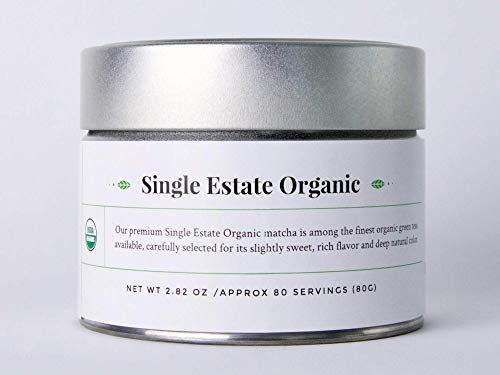 Single Estate Organic
Our premium Single Estate Organic matcha is among the finest organic green teas
available, carefully selected for its slightly sweet, rich flavor and deep natural color.
USDA
ORGANIC
NET WT 2.82 OZ /APPROX 80 SERVINGS (80G)